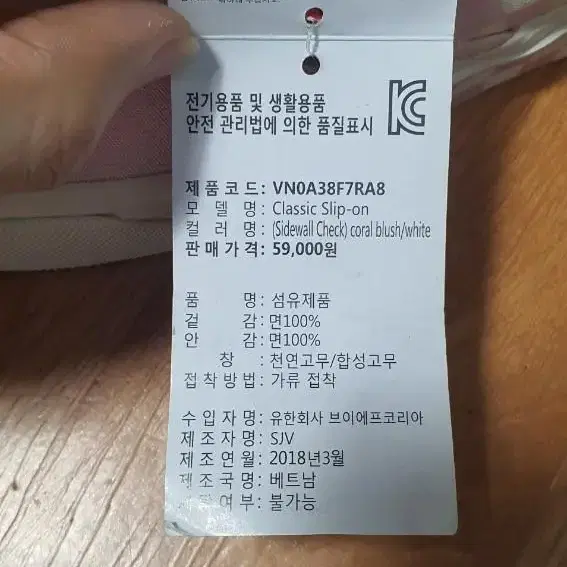 전기용품 및 생활용품
안전 관리법에 의한 품질표시
제 품 코 드 : VN0A38F7RA8
모 델 명 : Classic Slip-on
컬 러 명 : (Sidewall Check) coral blush/white
판 매 가 격 : 59,000원
품 명 : 섬유제품
겉 감 : 면100%
안 감 : 면100%
창 : 천연고무/합성고무
접 착 방 법 : 가류 접착
수 입 자 명 : 유한회사 브이에프코리아
제 조 자 명 : SJV
제 조 연 월 : 2018년3월
제 조 국 명 : 베트남
여 부 : 불가능